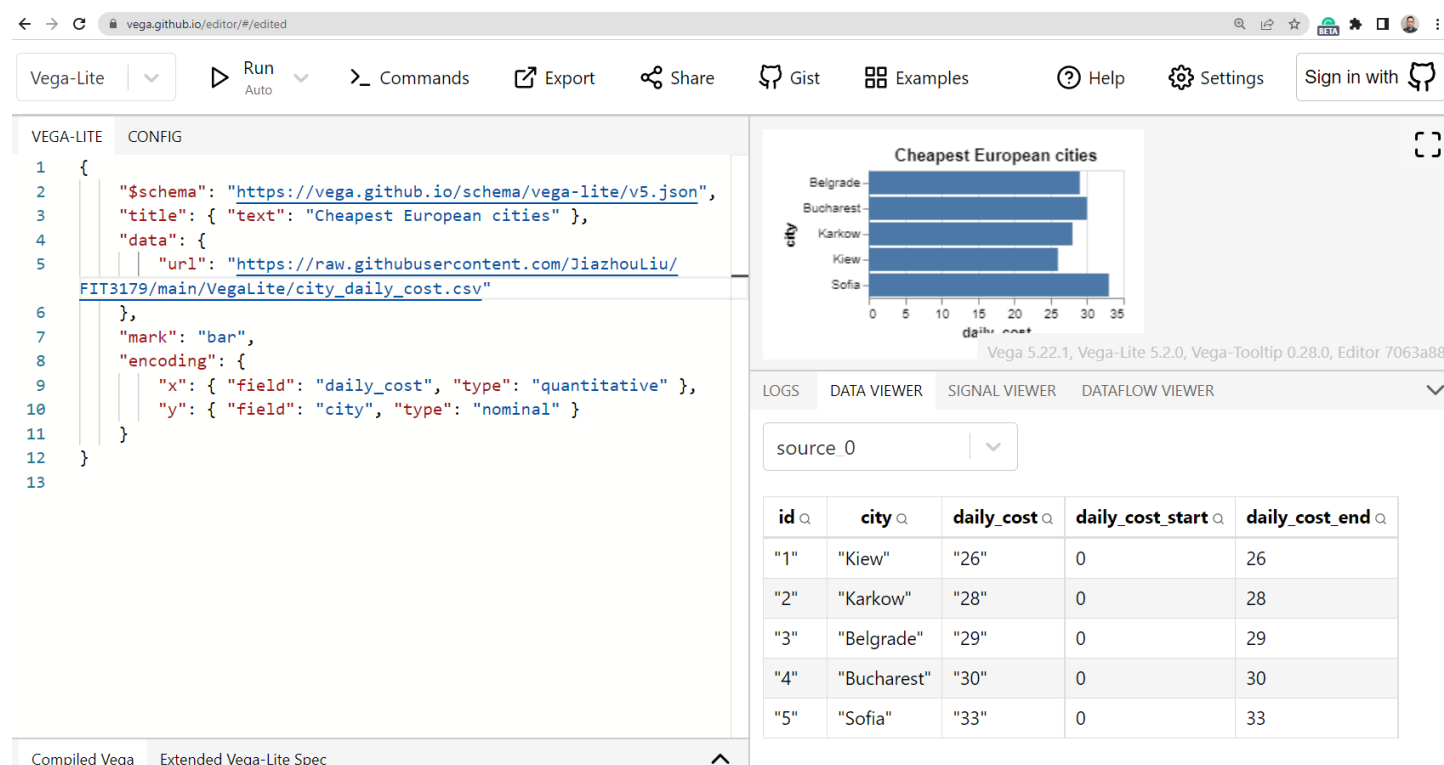 vega.github.io/editor/#/edited
BETA
Vega-Lite
Run
Auto
Commands
Export
Share
Gist
Examples
Help
Settings
Sign in with
VEGA-LITE CONFIG
1 {
2 "$schema": "https://vega.github.io/schema/vega-lite/v5.json",
3 "title": { "text": "Cheapest European cities" },
4 "data": {
5 "url": "https://raw.githubusercontent.com/JiazhouLiu/
FIT3179/main/VegaLite/city_daily_cost.csv"
6 },
7 "mark": "bar",
8 "encoding": {
9 "x": { "field": "daily_cost", "type": "quantitative" },
10 "y": { "field": "city", "type": "nominal" }
11 }
12 }
13
Compiled Vega Extended Vega-Lite Spec
Cheapest European cities
city
Belgrade
Bucharest
Karkow
Kiew
Sofia
0 5 10 15 20 25 30 35
daily_cost
Vega 5.22.1, Vega-Lite 5.2.0, Vega-Tooltip 0.28.0, Editor 7063a88
LOGS DATA VIEWER SIGNAL VIEWER DATAFLOW VIEWER
source_0
id city daily_cost daily_cost_start daily_cost_end
"1" "Kiew" "26" 0 26
"2" "Karkow" "28" 0 28
"3" "Belgrade" "29" 0 29
"4" "Bucharest" "30" 0 30
"5" "Sofia" "33" 0 33